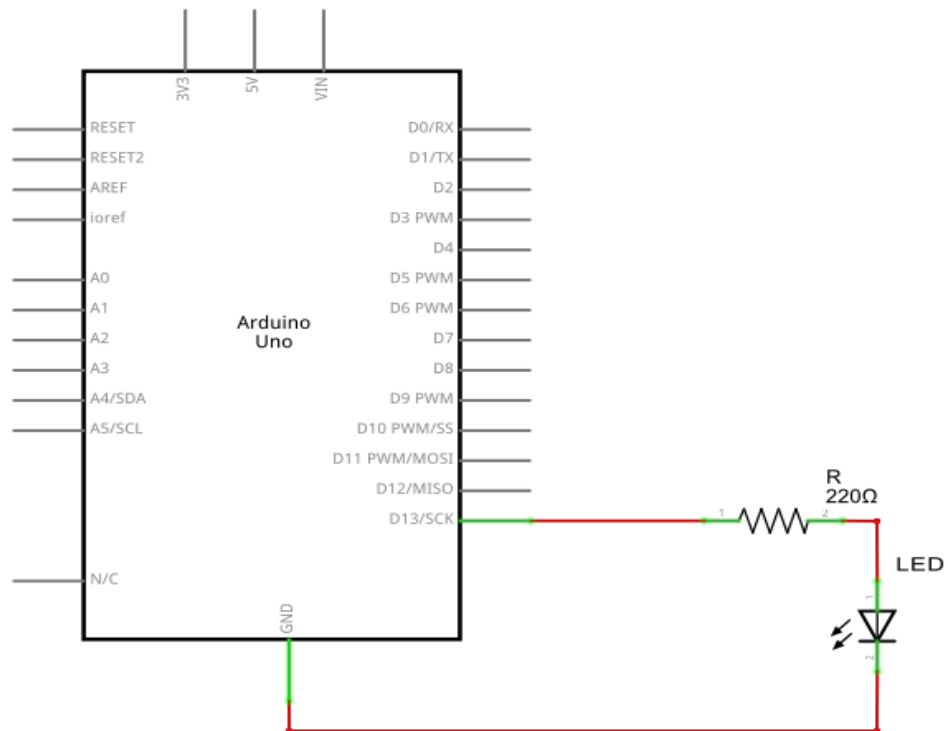 3V3
5V
VIN
RESET
RESET2
AREF
ioref
A0
A1
A2
A3
A4/SDA
A5/SCL
N/C
Arduino
Uno
D0/RX
D1/TX
D2
D3 PWM
D4
D5 PWM
D6 PWM
D7
D8
D9 PWM
D10 PWM/SS
D11 PWM/MOSI
D12/MISO
D13/SCK
GND
1
2
R
220Ω
LED
1
2